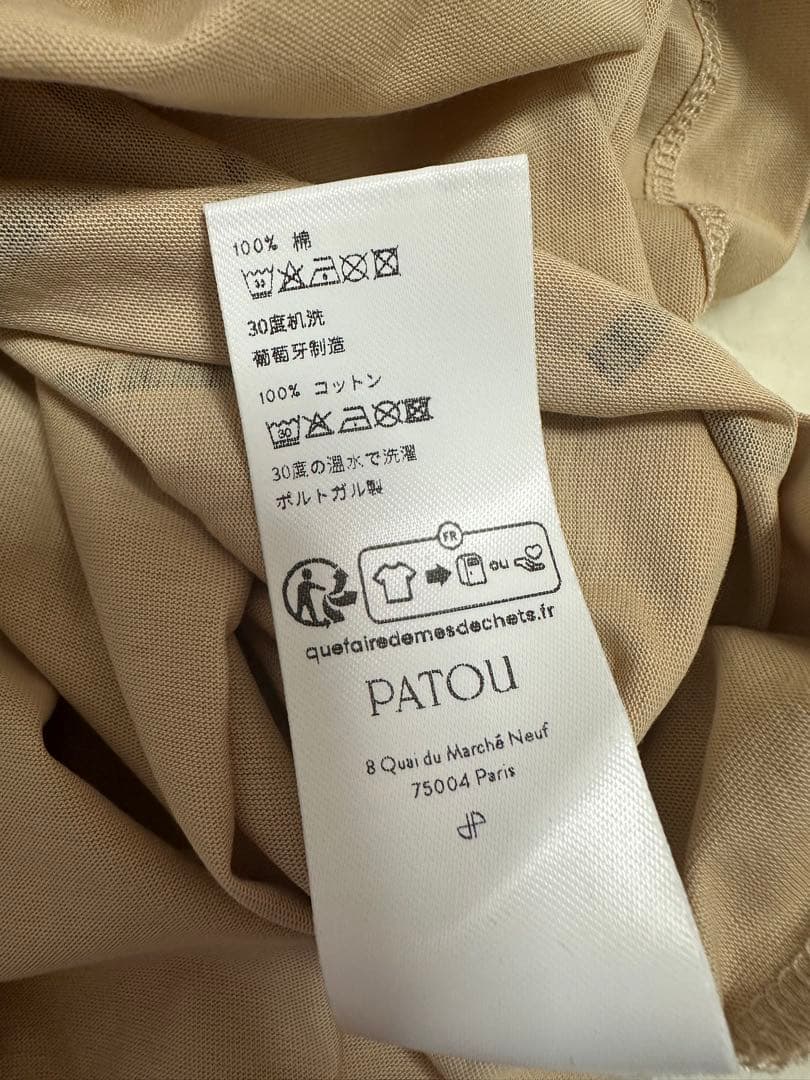 100% 棉
30度机洗
葡萄牙制造
100% コットン
30
30度の温水で洗濯
ポルトガル製
FR
ou
quefairedemesdechets.fr
PATOU
8 Quai du Marché Neuf
75004 Paris
JP